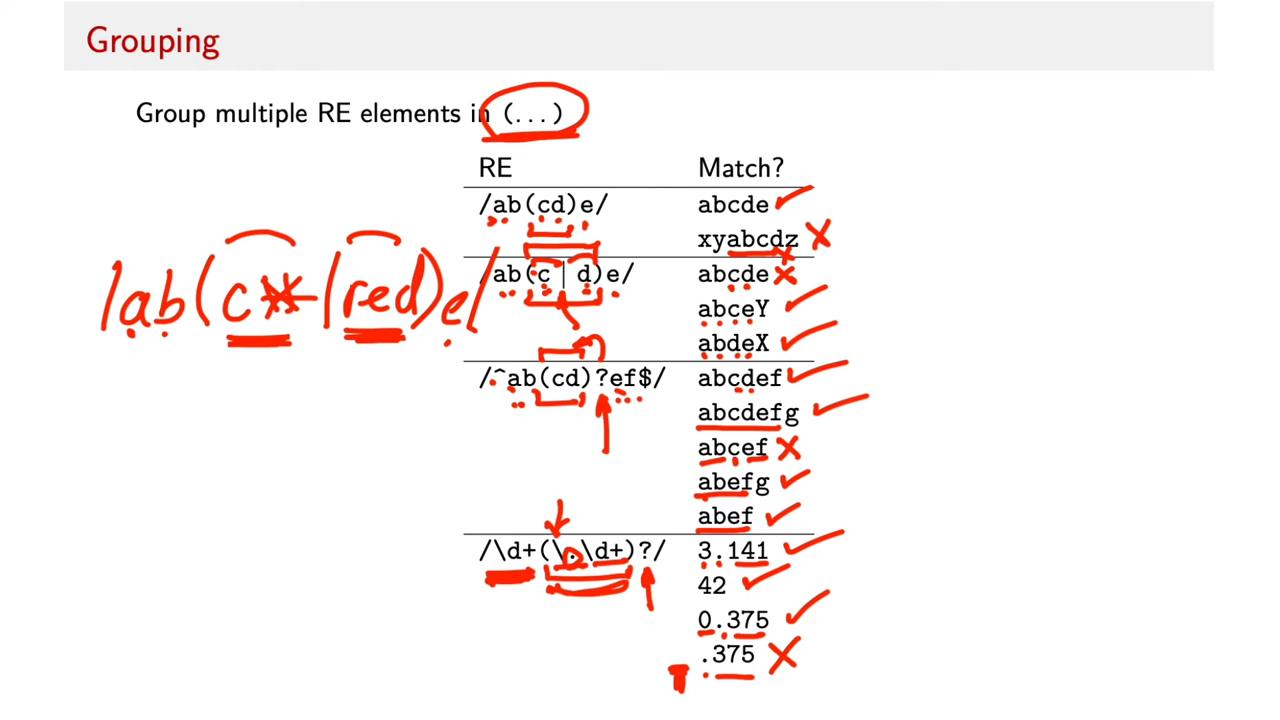 Grouping
Group multiple RE elements in (...)
RE Match?
/ab(cd)e/ abcde
xyabcdz
/ab(c|d)e/ abcde
/ab(c**|red)e/
abceY
abdeX
/^ab(cd)?ef$/ abcdef
abcdefg
abcef
abefg
abef
/\d+(\.\d+)?/ 3.141
42
0.375
.375